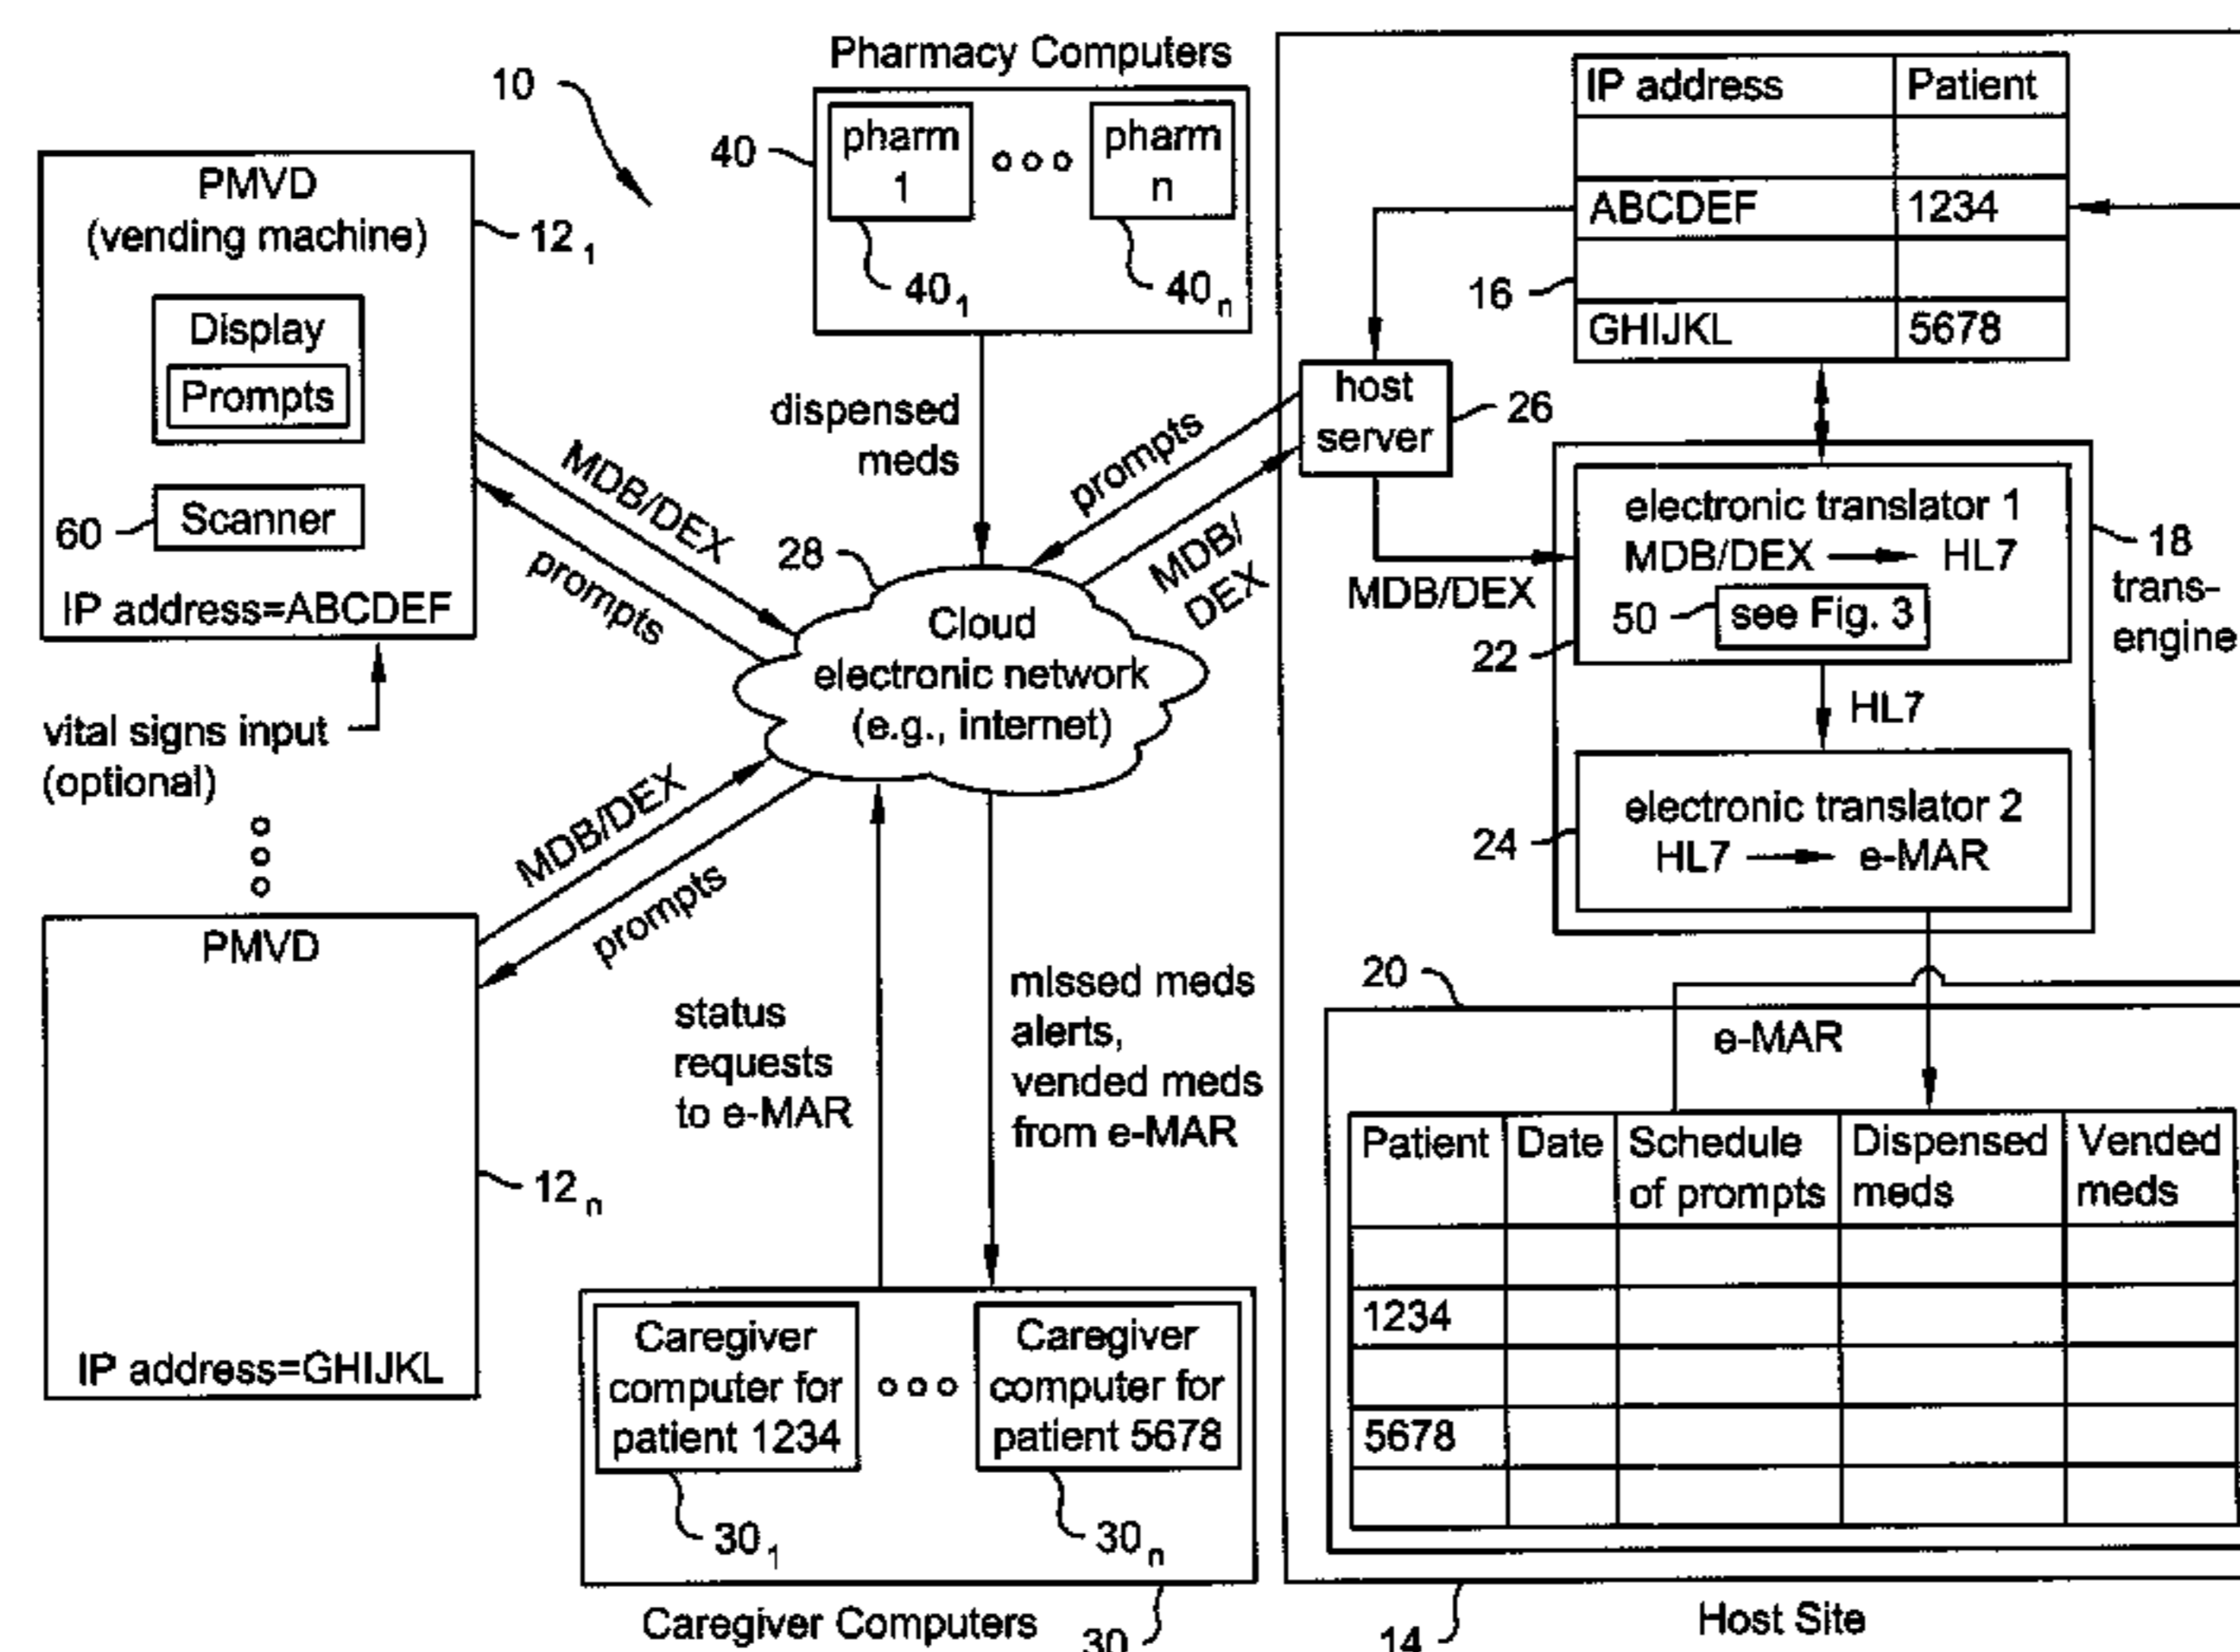 10
Pharmacy Computers
40
pharm
1
pharm
n
40₁
40ₙ
dispensed
meds
PMVD
(vending machine)
12₁
Display
Prompts
60
Scanner
IP address=ABCDEF
vital signs input
(optional)
MDB/DEX
prompts
PMVD
12ₙ
IP address=GHIJKL
MDB/DEX
prompts
28
Cloud
electronic network
(e.g., internet)
prompts
MDB/
DEX
status
requests
to e-MAR
missed meds
alerts,
vended meds
from e-MAR
Caregiver
computer for
patient 1234
Caregiver
computer for
patient 5678
30₁
30ₙ
Caregiver Computers
30
IP address Patient
ABCDEF 1234
16
GHIJKL 5678
host
server
26
MDB/DEX
electronic translator 1
MDB/DEX HL7
50
see Fig. 3
22
18
trans-
engine
HL7
electronic translator 2
24
HL7 e-MAR
20
e-MAR
Patient Date Schedule Dispensed Vended
of prompts meds meds
1234
5678
14
Host Site